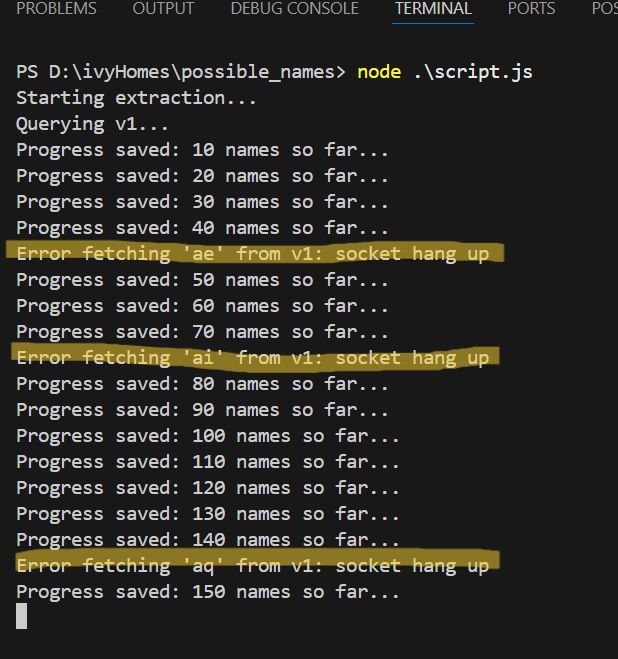 PROBLEMS OUTPUT DEBUG CONSOLE TERMINAL PORTS
PS D:\ivyHomes\possible_names> node .\script.js
Starting extraction...
Querying v1...
Progress saved: 10 names so far...
Progress saved: 20 names so far...
Progress saved: 30 names so far...
Progress saved: 40 names so far...
Error fetching 'ae' from v1: socket hang up
Progress saved: 50 names so far...
Progress saved: 60 names so far...
Progress saved: 70 names so far...
Error fetching 'ai' from v1: socket hang up
Progress saved: 80 names so far...
Progress saved: 90 names so far...
Progress saved: 100 names so far...
Progress saved: 110 names so far...
Progress saved: 120 names so far...
Progress saved: 130 names so far...
Progress saved: 140 names so far...
Error fetching 'aq' from v1: socket hang up
Progress saved: 150 names so far...